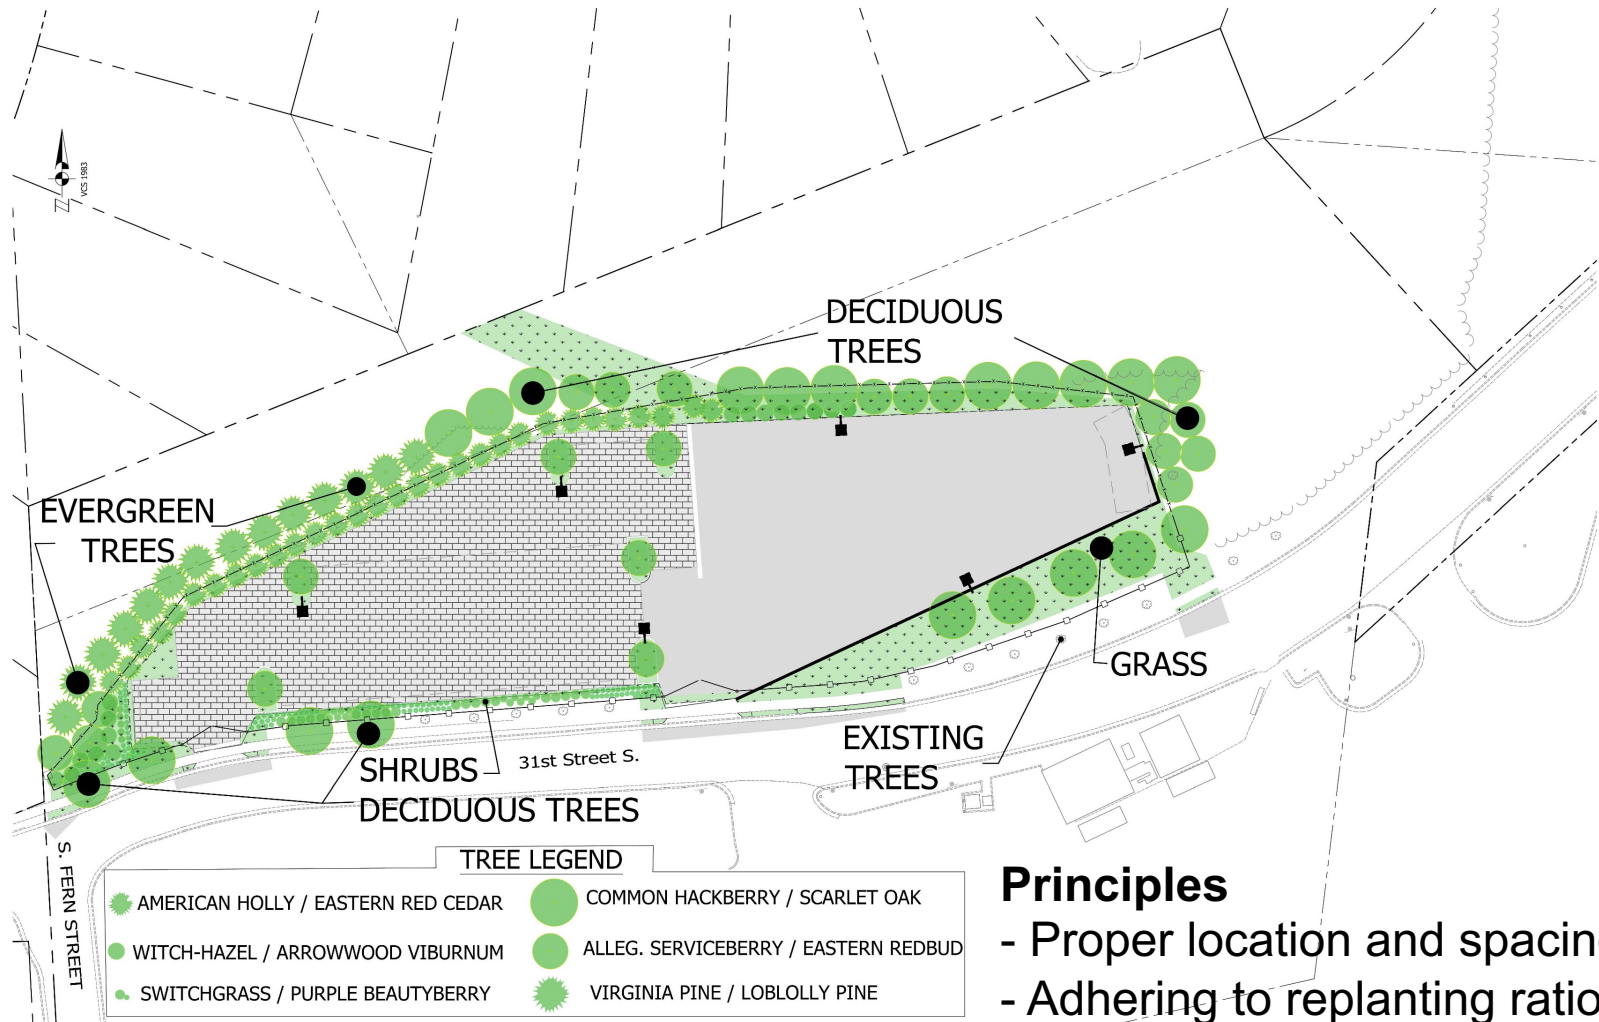 VCS 1983
DECIDUOUS
TREES
EVERGREEN
TREES
GRASS
EXISTING
TREES
SHRUBS
31st Street S.
DECIDUOUS TREES
S. FERN STREET
TREE LEGEND
AMERICAN HOLLY / EASTERN RED CEDAR
COMMON HACKBERRY / SCARLET OAK
WITCH-HAZEL / ARROWWOOD VIBURNUM
ALLEG. SERVICEBERRY / EASTERN REDBUD
SWITCHGRASS / PURPLE BEAUTYBERRY
VIRGINIA PINE / LOBLOLLY PINE
Principles
- Proper location and spacin
- Adhering to replanting ratio